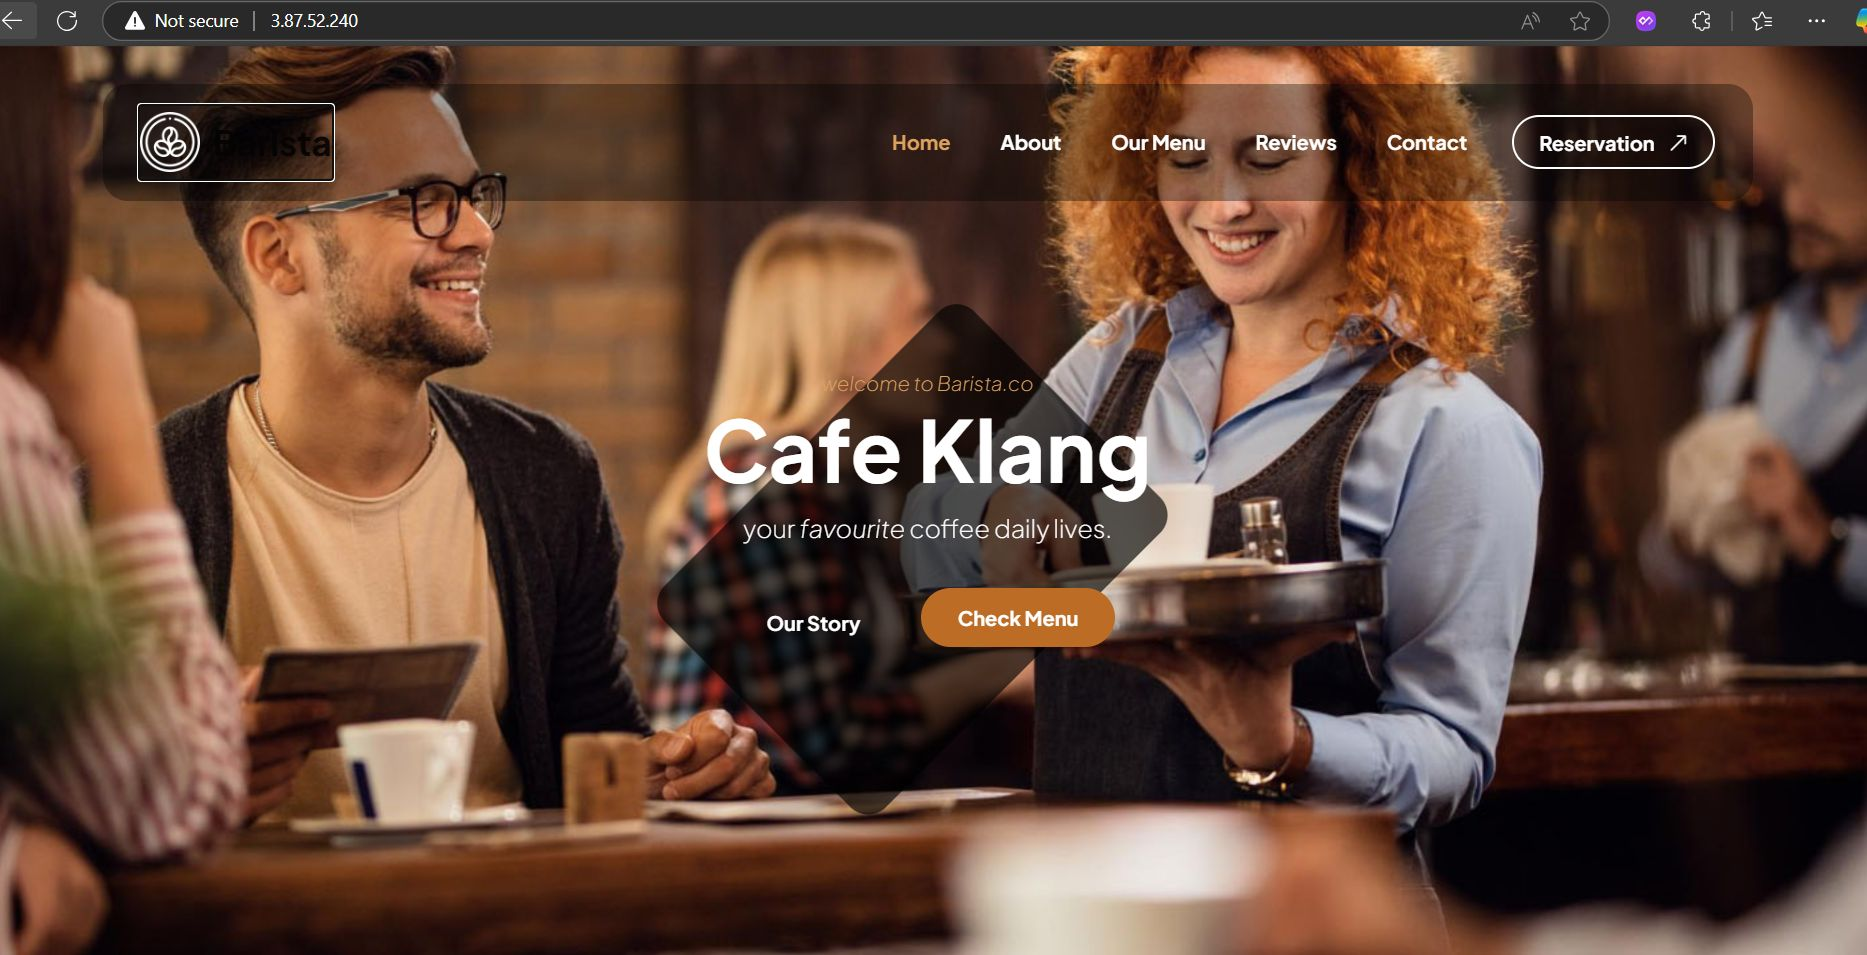 Not secure 3.87.52.240
Barista
Home About Our Menu Reviews Contact Reservation
welcome to Barista.co
Cafe Klang
your favourite coffee daily lives.
Our Story Check Menu